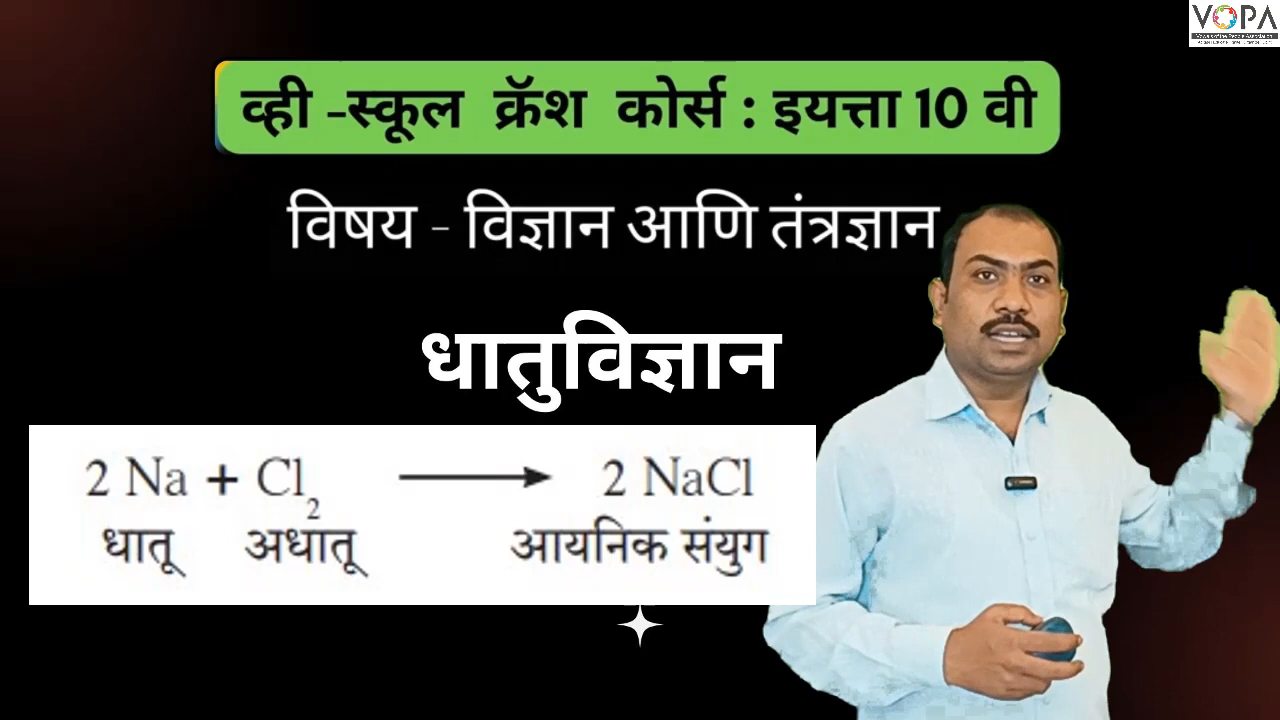 VOPA
व्ही -स्कूल क्रॅश कोर्स : इयत्ता 10 वी
विषय - विज्ञान आणि तंत्रज्ञान
धातुविज्ञान
2 Na + Cl₂ ⟶ 2 NaCl
धातू अधातू आयनिक संयुग